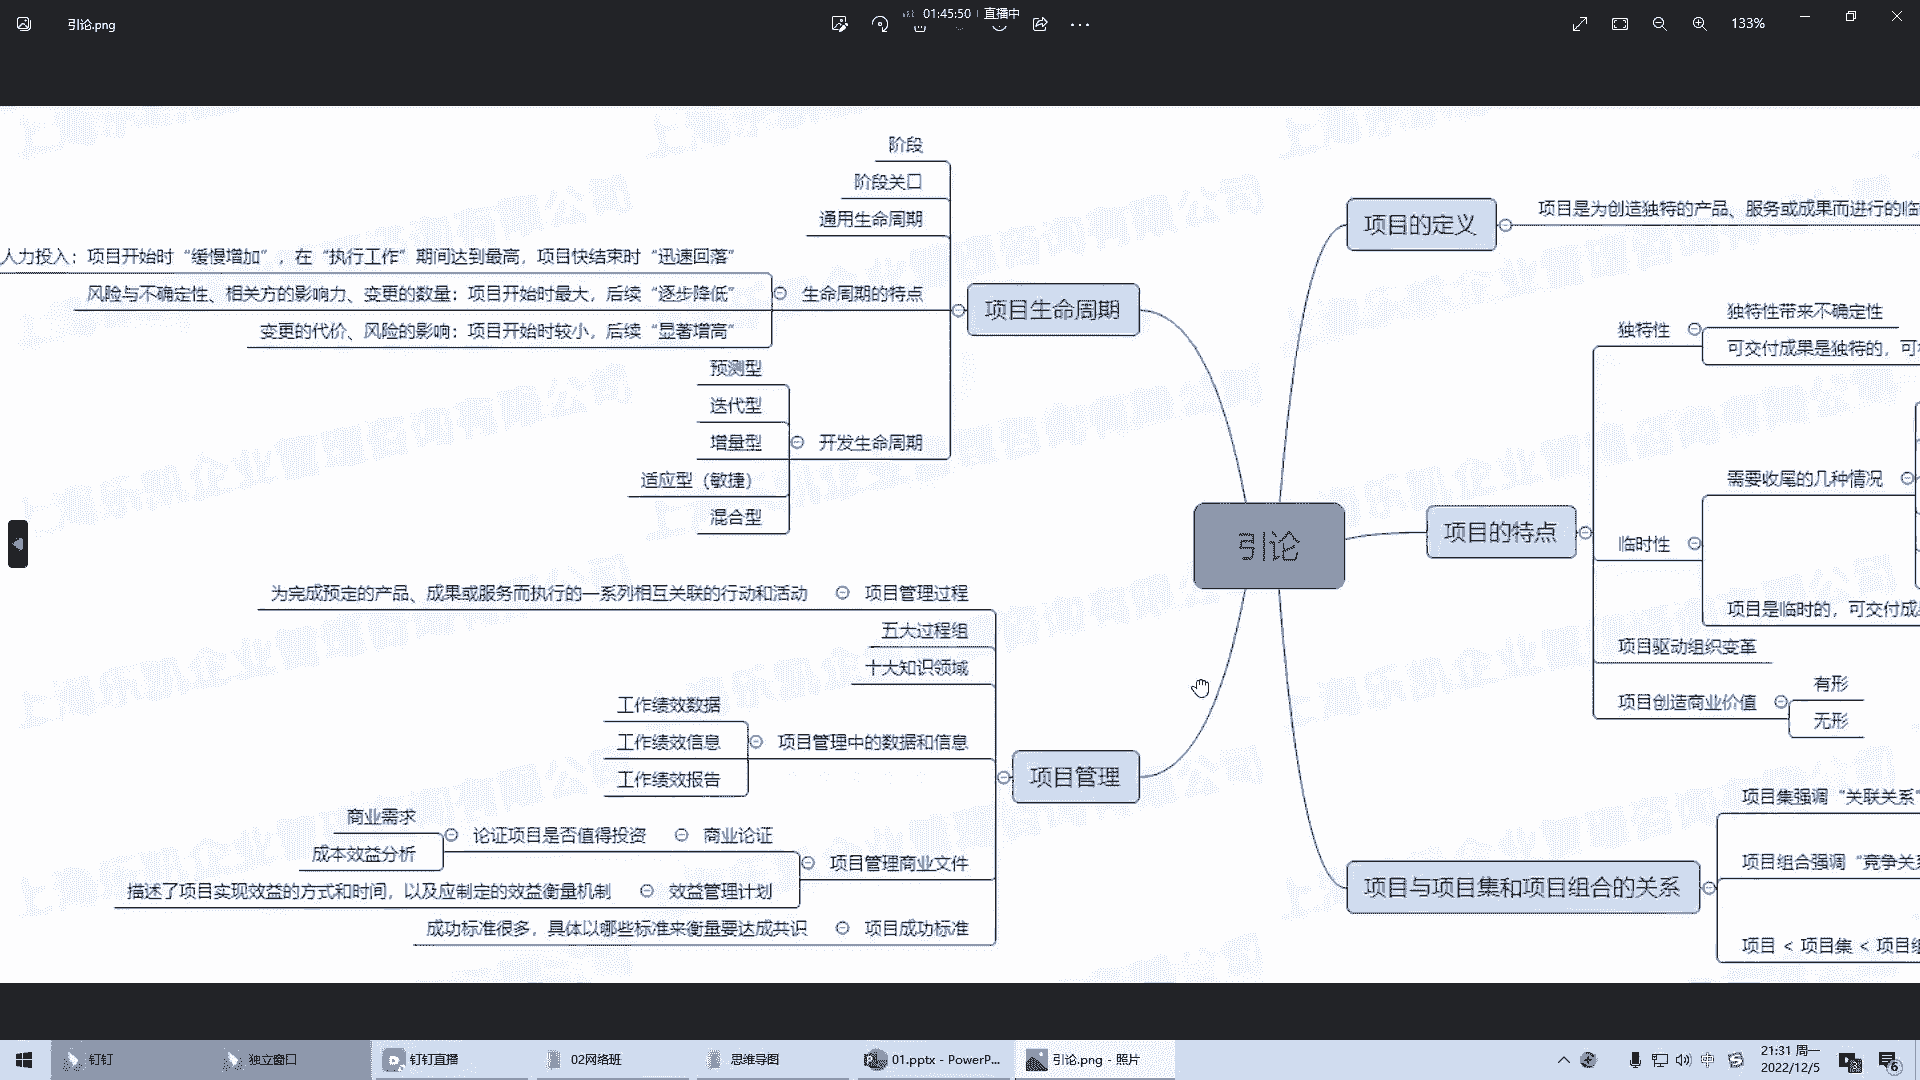 引论.png
01:45:50
直播中
133%
阶段
阶段关口
通用生命周期
人力投入：项目开始时“缓慢增加”，在“执行工作”期间达到最高，项目快结束时“迅速回落”
风险与不确定性、相关方的影响力、变更的数量：项目开始时最大，后续“逐步降低”
变更的代价、风险的影响：项目开始时较小，后续“显著增高”
生命周期的特点
项目生命周期
预测型
迭代型
增量型
适应型（敏捷）
混合型
开发生命周期
为完成预定的产品、成果或服务而执行的一系列相互关联的行动和活动
项目管理过程
五大过程组
十大知识领域
工作绩效数据
工作绩效信息
工作绩效报告
项目管理中的数据和信息
项目管理
商业需求
成本效益分析
论证项目是否值得投资
商业论证
项目管理商业文件
描述了项目实现效益的方式和时间，以及应制定的效益衡量机制
效益管理计划
成功标准很多，具体以哪些标准来衡量要达成共识
项目成功标准
引论
项目的定义
项目是为创造独特的产品、服务或成果而进行的临
项目的特点
独特性
独特性带来不确定性
可交付成果是独特的，可
临时性
需要收尾的几种情况
项目是临时的，可交付成
项目驱动组织变革
项目创造商业价值
有形
无形
项目与项目集和项目组合的关系
项目集强调“关联关系”
项目组合强调“竞争关系
项目 < 项目集 < 项目组
上海乐凯企业管理咨询有限公司
钉钉
独立窗口
钉钉直播
02网络班
思维导图
01.pptx - PowerP...
引论.png - 照片
中
21:31 周一
2022/12/5
6